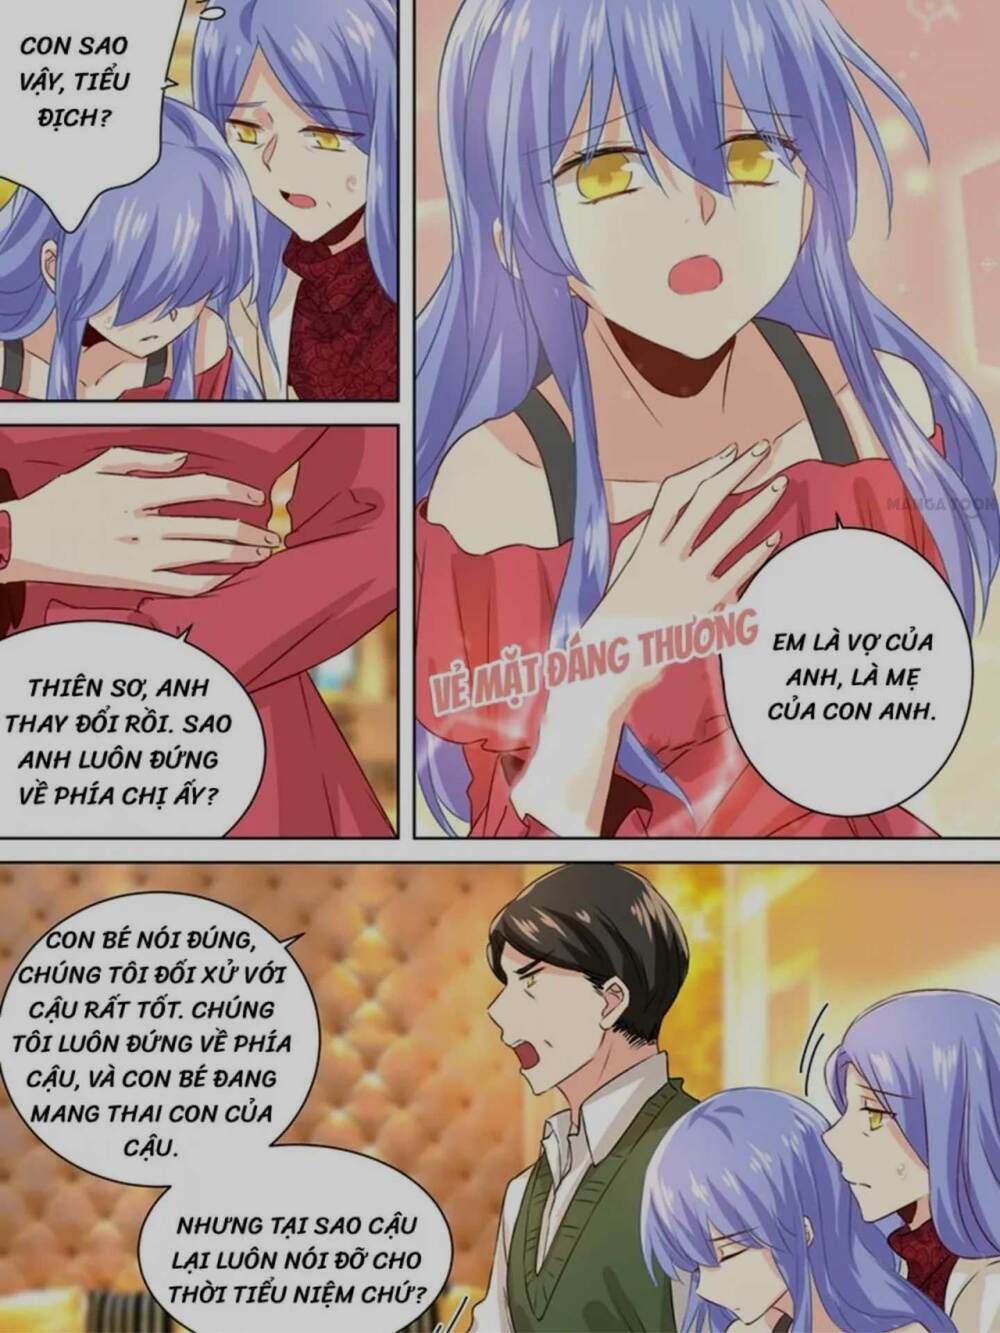 CON SAO
VẬY, TIỂU
ĐỊCH?
MANGATOON
EM LÀ VỢ CỦA
ANH, LÀ MẸ
CỦA CON ANH.
VẺ MẶT ĐÁNG THƯƠNG
THIÊN SƠ, ANH
THAY ĐỔI RỒI. SAO
ANH LUÔN ĐỨNG
VỀ PHÍA CHỊ ẤY?
CON BÉ NÓI ĐÚNG,
CHÚNG TÔI ĐỐI XỬ VỚI
CẬU RẤT TỐT. CHÚNG
TÔI LUÔN ĐỨNG VỀ PHÍA
CẬU, VÀ CON BÉ ĐANG
MANG THAI CON CỦA
CẬU.
NHƯNG TẠI SAO CẬU
LẠI LUÔN NÓI ĐỠ CHO
THỜI TIỂU NIỆM CHỨ?